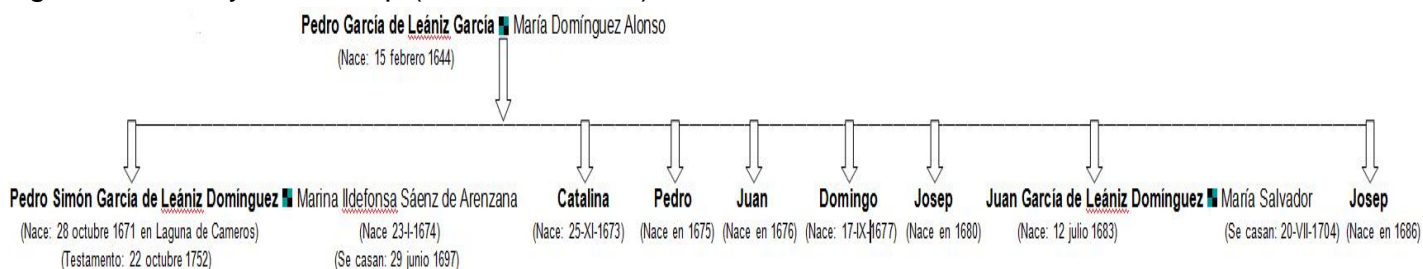 Pedro García de Leániz García María Domínguez Alonso
(Nace: 15 febrero 1644)
Pedro Simón García de Leániz Domínguez Marina Ildefonsa Sáenz de Arenzana Catalina Pedro Juan Domingo Josep Juan García de Leániz Domínguez María Salvador Josep
(Nace: 28 octubre 1671 en Laguna de Cameros) (Nace 23-I-1674) (Nace: 25-XI-1673) (Nace en 1675) (Nace en 1676) (Nace: 17-IX-1677) (Nace en 1680) (Nace: 12 julio 1683) (Se casan: 20-VII-1704) (Nace en 1686)
(Testamento: 22 octubre 1752) (Se casan: 29 junio 1697)